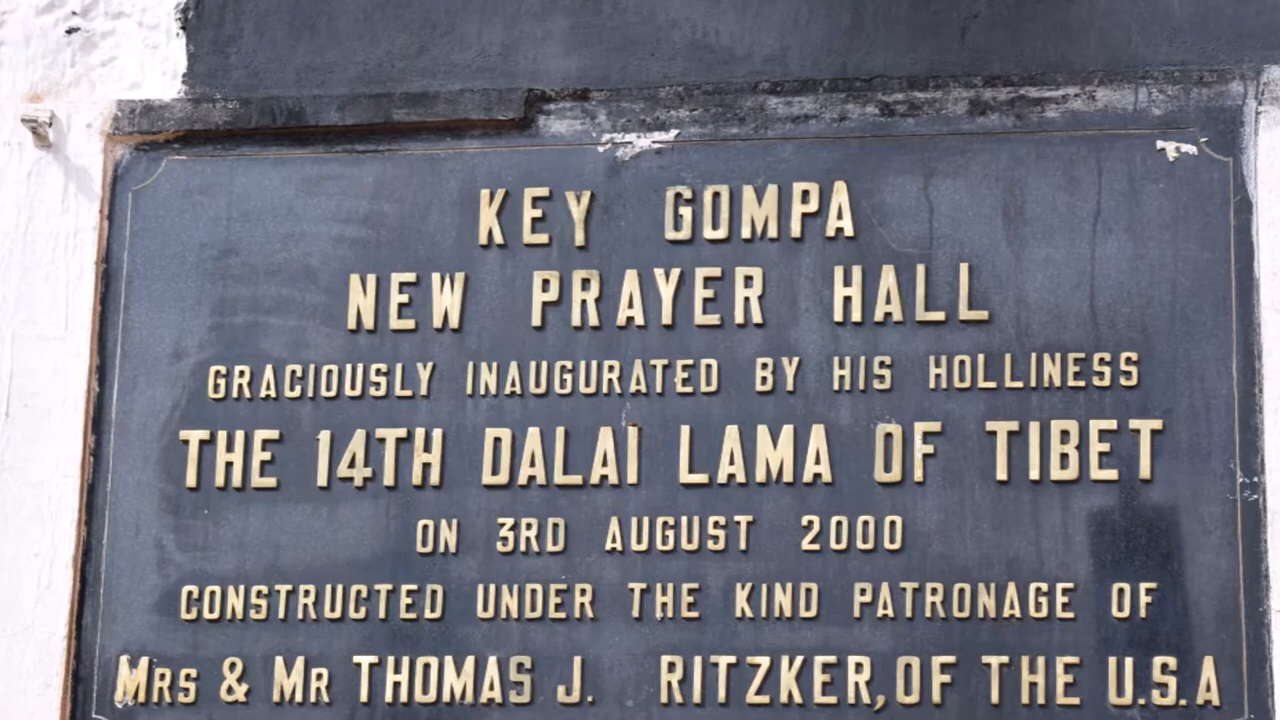 KEY GOMPA
NEW PRAYER HALL
GRACIOUSLY INAUGURATED BY HIS HOLLINESS
THE 14TH DALAI LAMA OF TIBET
ON 3RD AUGUST 2000
CONSTRUCTED UNDER THE KIND PATRONAGE OF
MRS & MR THOMAS J. RITZKER, OF THE U.S.A